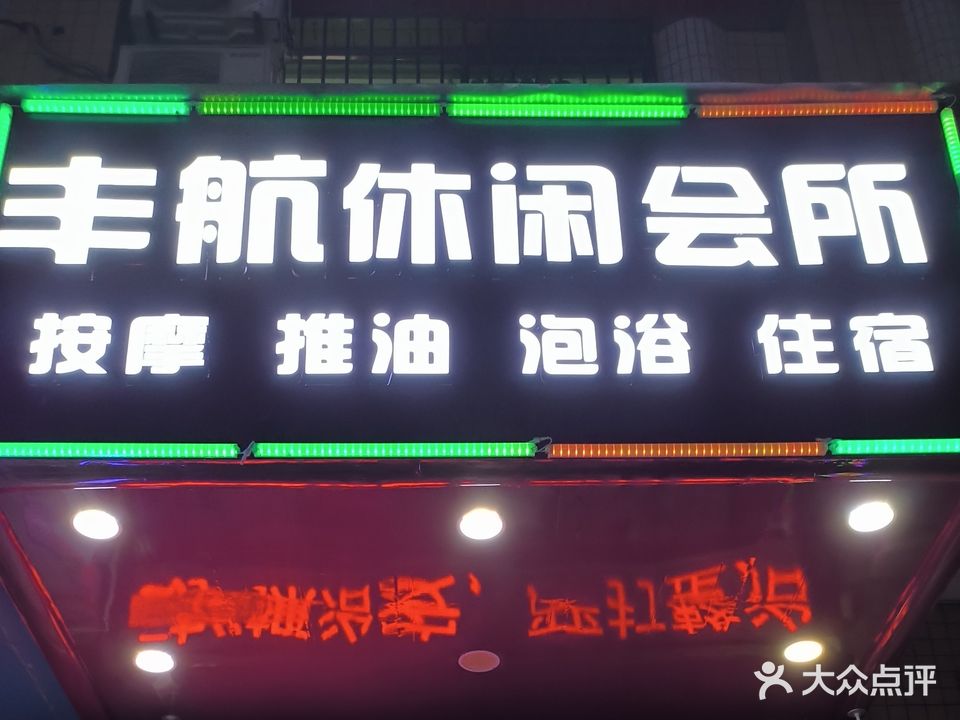 丰航休闲会所
按摩 推油 泡浴 住宿
大众点评